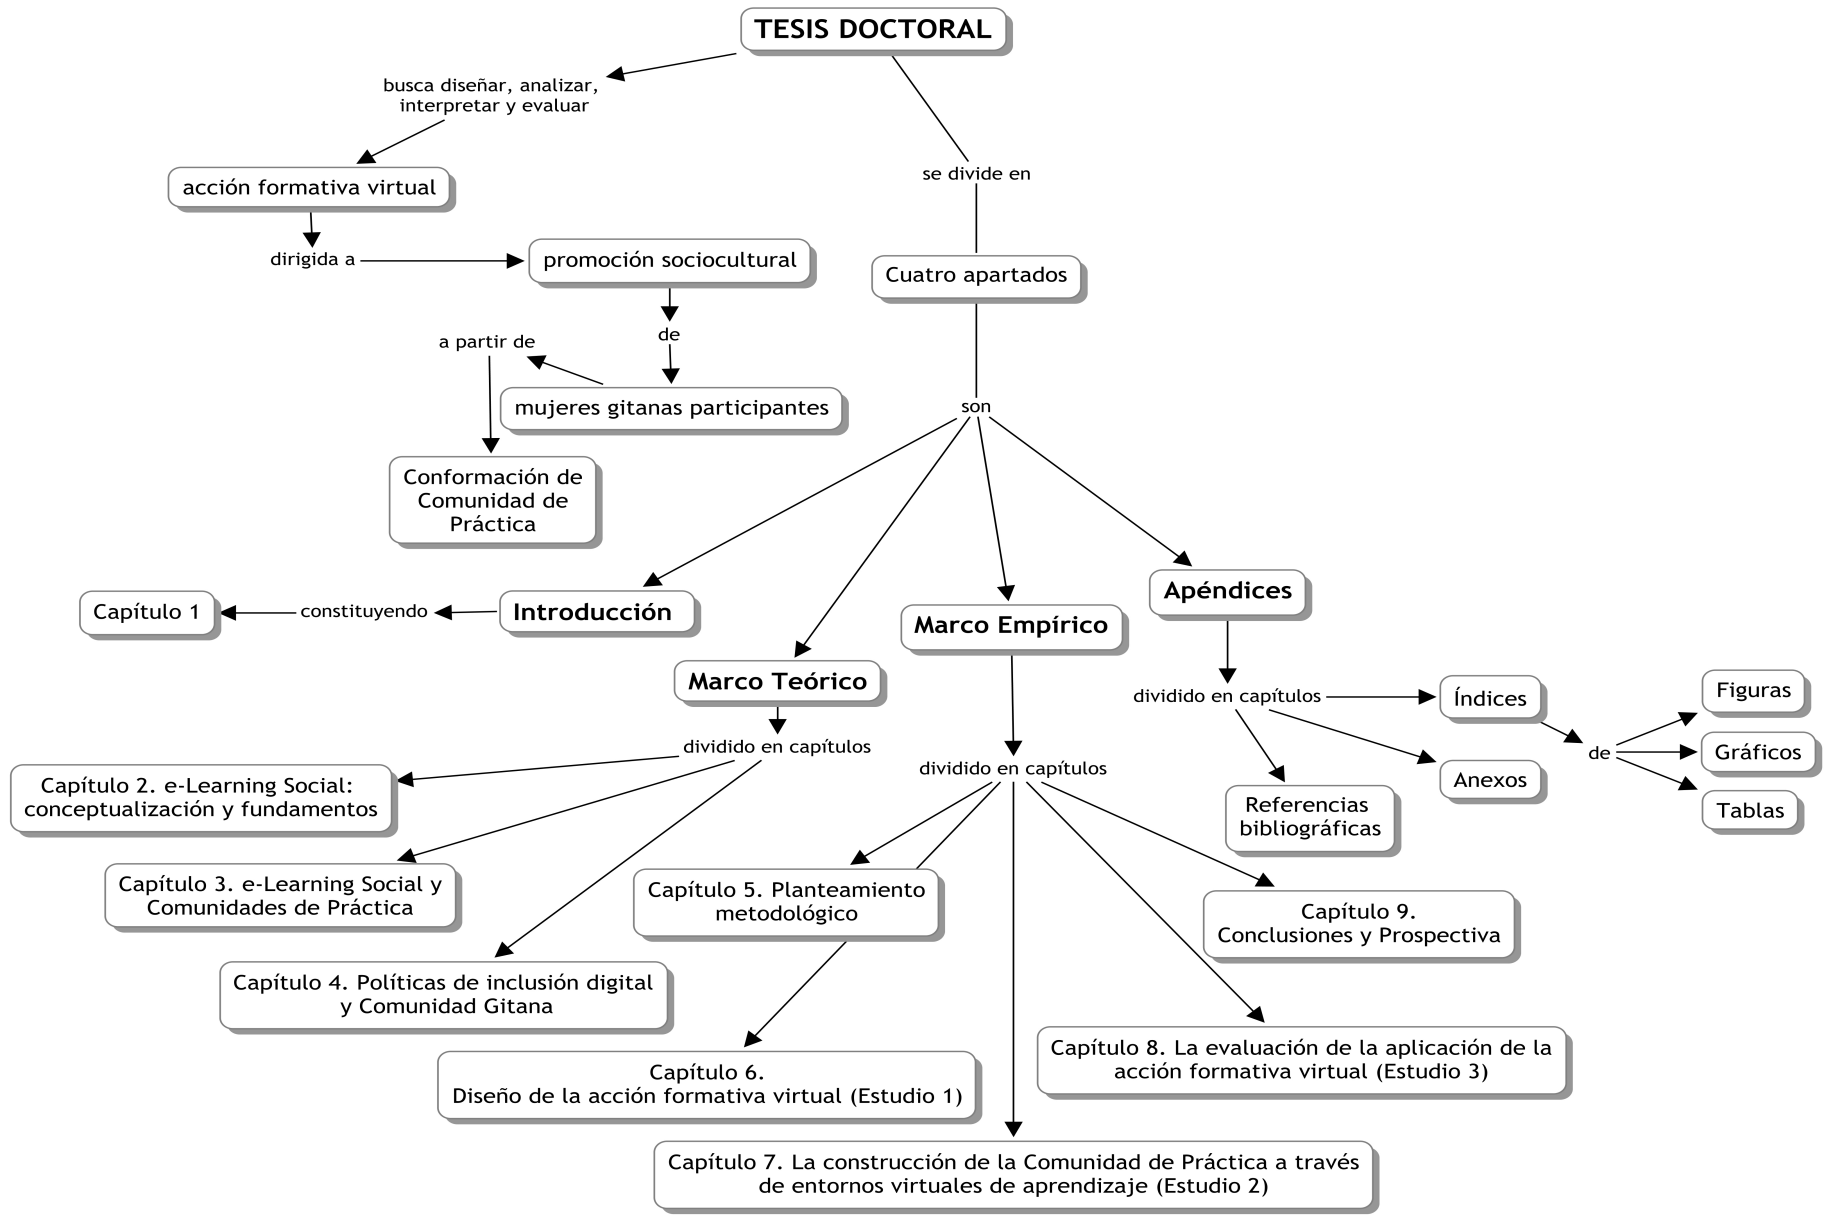 TESIS DOCTORAL
busca diseñar, analizar,
interpretar y evaluar
acción formativa virtual
dirigida a
promoción sociocultural
de
mujeres gitanas participantes
a partir de
Conformación de
Comunidad de
Práctica
se divide en
Cuatro apartados
son
Introducción
constituyendo
Capítulo 1
Marco Teórico
dividido en capítulos
Capítulo 2. e-Learning Social:
conceptualización y fundamentos
Capítulo 3. e-Learning Social y
Comunidades de Práctica
Capítulo 4. Políticas de inclusión digital
y Comunidad Gitana
Marco Empírico
dividido en capítulos
Capítulo 5. Planteamiento
metodológico
Capítulo 6.
Diseño de la acción formativa virtual (Estudio 1)
Capítulo 7. La construcción de la Comunidad de Práctica a través
de entornos virtuales de aprendizaje (Estudio 2)
Capítulo 8. La evaluación de la aplicación de la
acción formativa virtual (Estudio 3)
Capítulo 9.
Conclusiones y Prospectiva
Apéndices
dividido en capítulos
Referencias
bibliográficas
Anexos
Índices
de
Figuras
Gráficos
Tablas